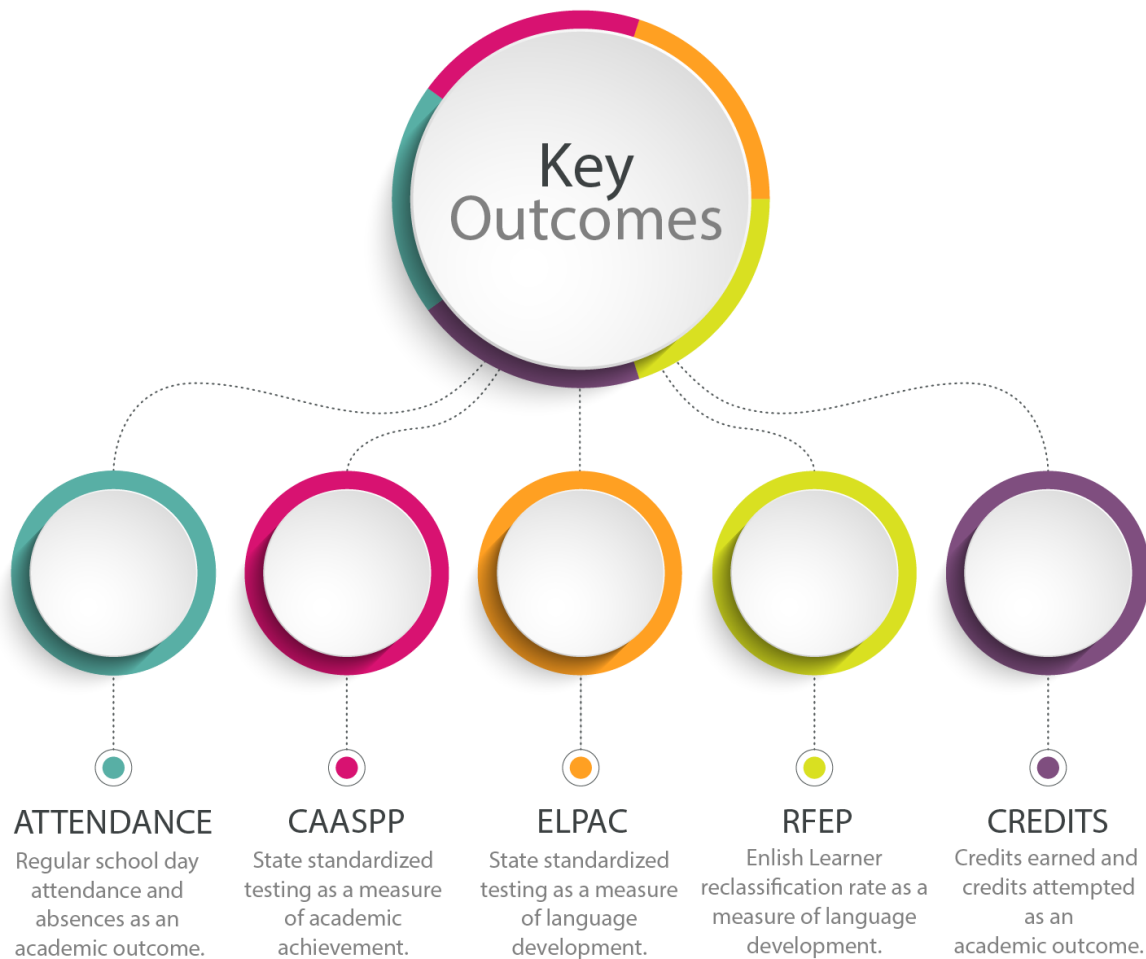 Key
Outcomes
ATTENDANCE
Regular school day
attendance and
absences as an
academic outcome.
CAASPP
State standardized
testing as a measure
of academic
achievement.
ELPAC
State standardized
testing as a measure
of language
development.
RFEP
Enlish Learner
reclassification rate as a
measure of language
development.
CREDITS
Credits earned and
credits attempted
as an
academic outcome.